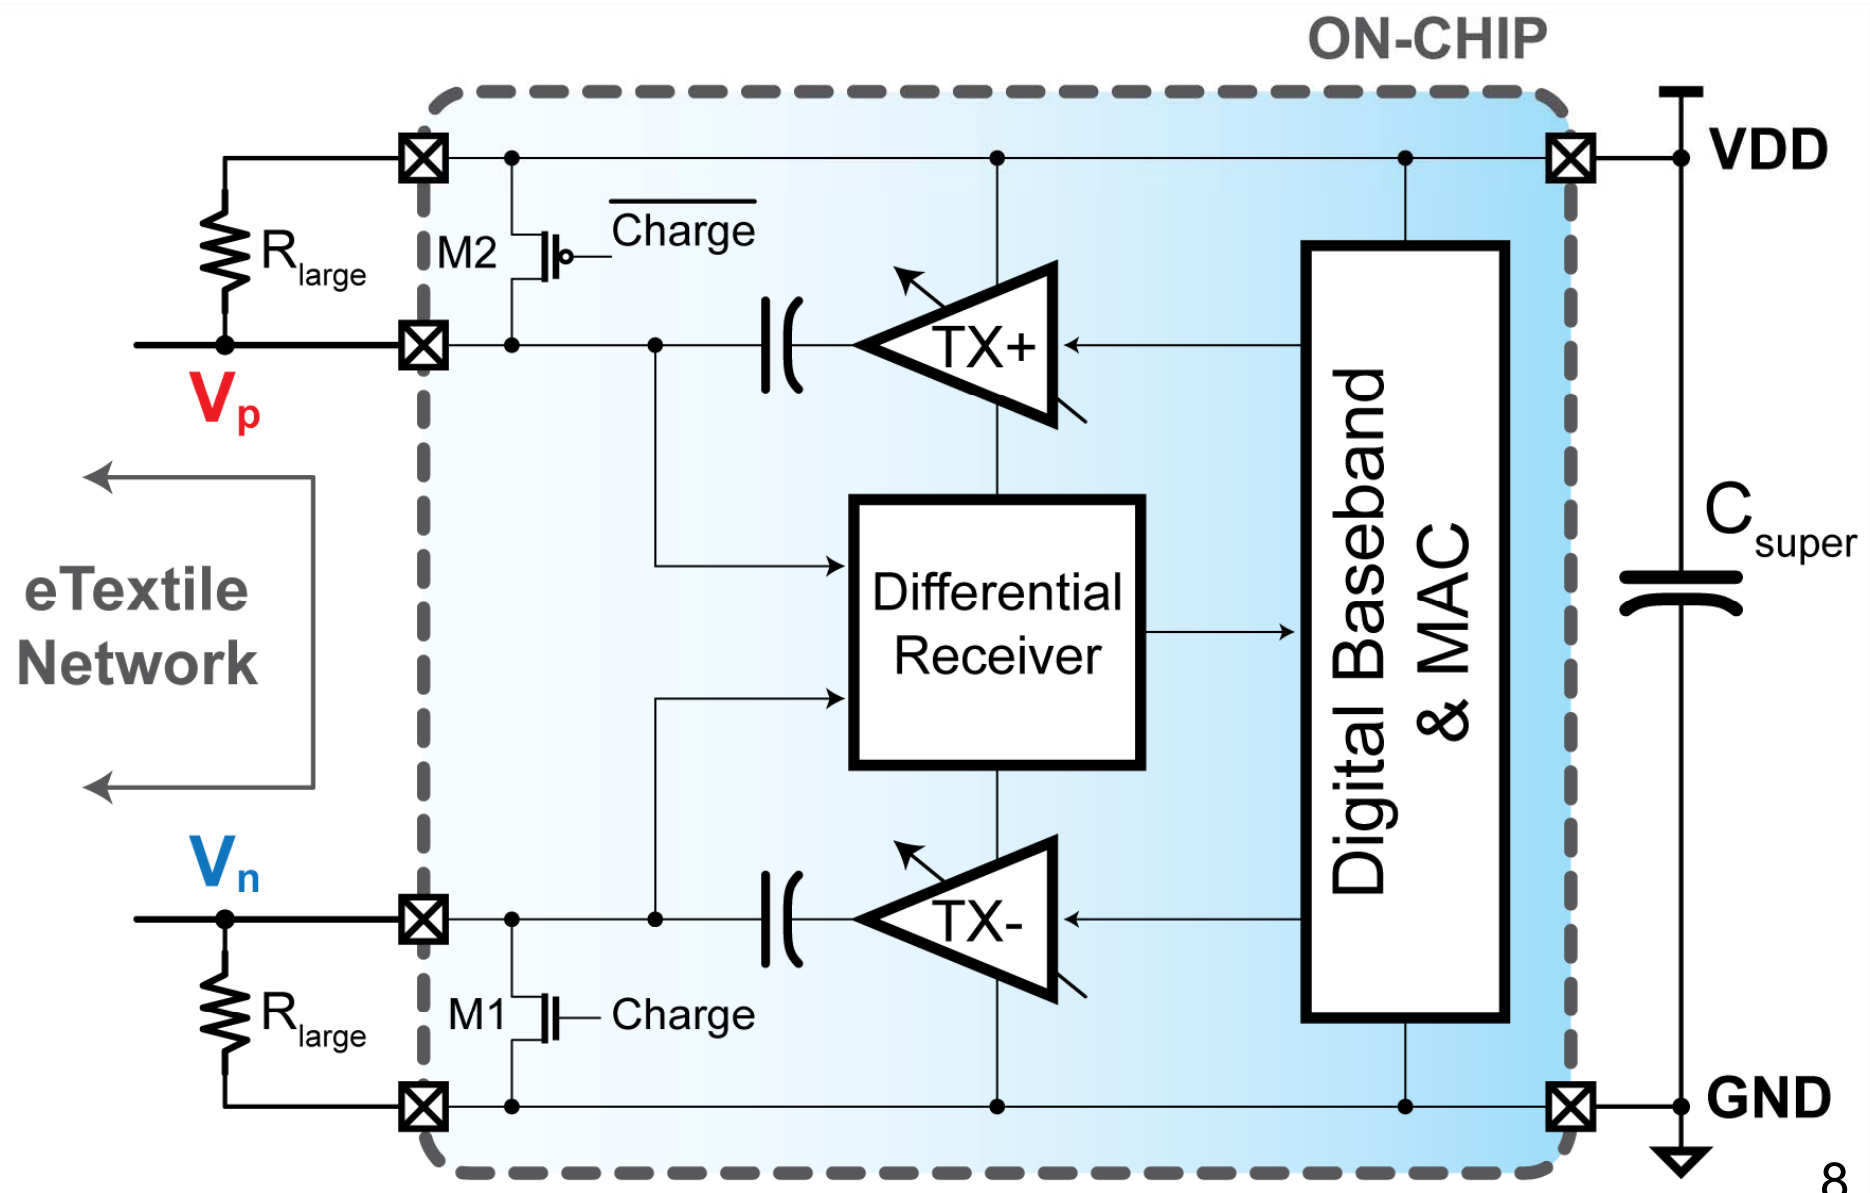 ON-CHIP
VDD
Charge
M2
Rlarge
TX+
Vp
Csuper
eTextile
Network
Differential
Receiver
Digital Baseband
& MAC
Vn
TX-
M1
Charge
Rlarge
GND
8